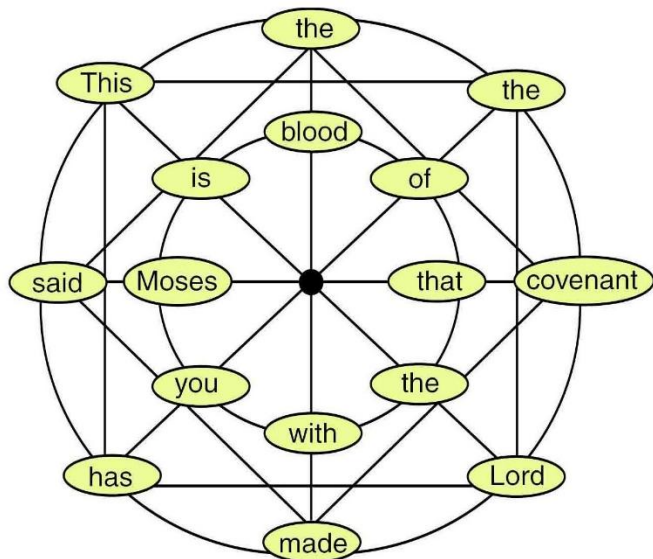 the
This
the
blood
is
of
said
Moses
that
covenant
you
the
with
has
Lord
made